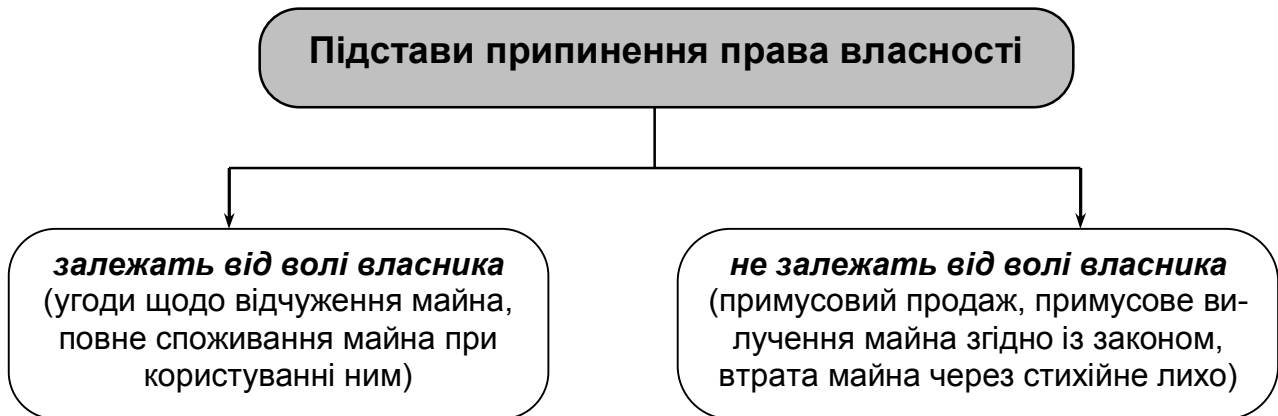 Підстави припинення права власності
залежать від волі власника
(угоди щодо відчуження майна,
повне споживання майна при
користуванні ним)
не залежать від волі власника
(примусовий продаж, примусове ви-
лучення майна згідно із законом,
втрата майна через стихійне лихо)